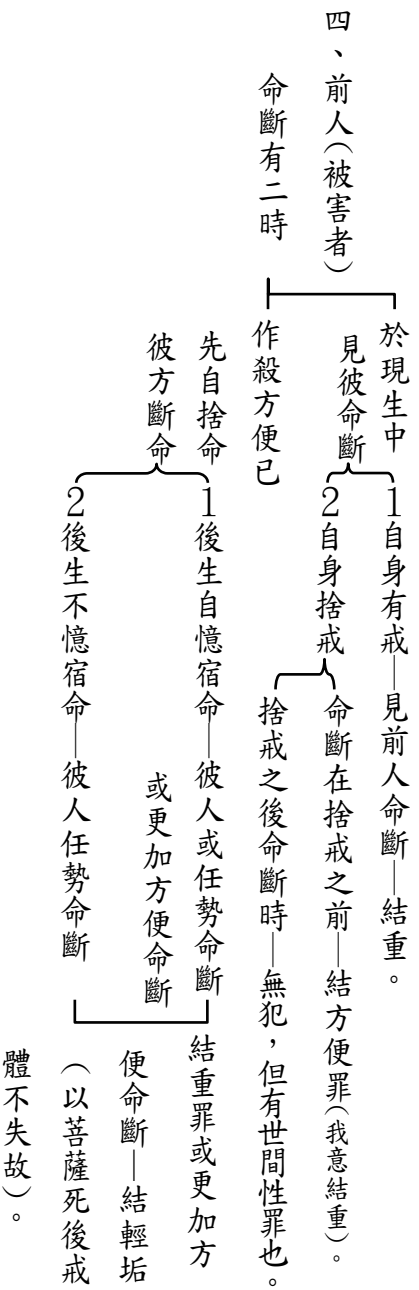 四、前人（被害者）
命斷有二時
於現生中
見彼命斷
1自身有戒—見前人命斷—結重。
2自身捨戒
命斷在捨戒之前—結方便罪（我意結重）。
捨戒之後命斷時—無犯，但有世間性罪也。
作殺方便已
先自捨命
彼方斷命
1後生自憶宿命—彼人或任勢命斷
或更加方便命斷
2後生不憶宿命—彼人任勢命斷
結重罪或更加方
便命斷—結輕垢
（以菩薩死後戒
體不失故）。